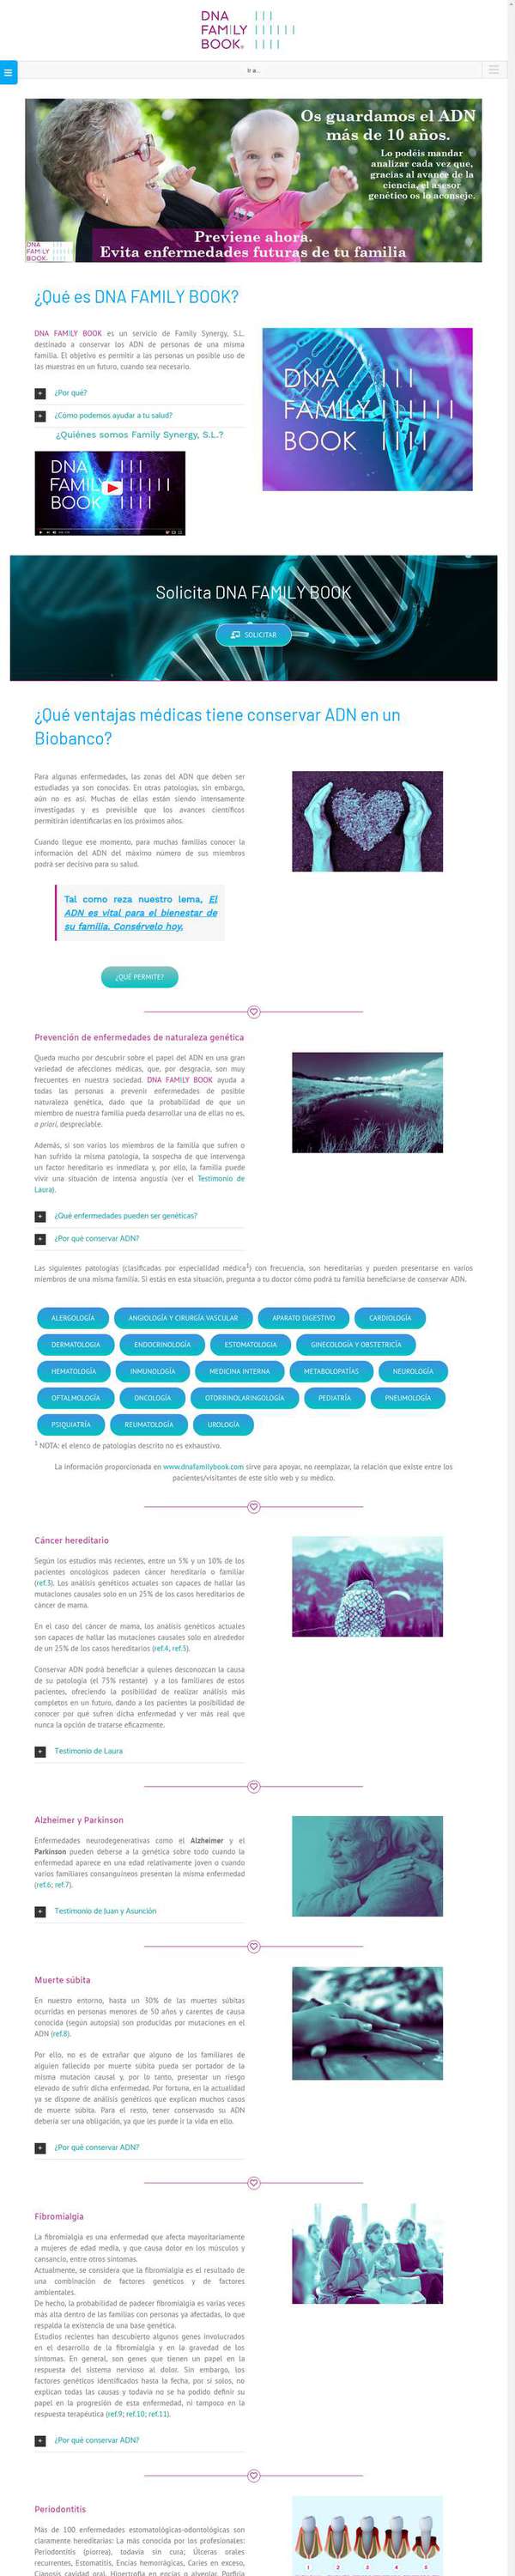 DNA
FAMILY
BOOK®
Ir a...
Os guardamos el ADN
más de 10 años.
Lo podéis mandar
analizar cada vez que,
gracias al avance de la
ciencia, el asesor
genético os lo aconseje.
Previene ahora.
Evita enfermedades futuras de tu familia
DNA
FAMILY
BOOK®
¿Qué es DNA FAMILY BOOK?
DNA FAMILY BOOK es un servicio de Family Synergy, S.L.
destinado a conservar los ADN de personas de una misma
familia. El objetivo es permitir a las personas un posible uso de
las muestras en un futuro, cuando sea necesario.
¿Por qué?
¿Cómo podemos ayudar a tu salud?
¿Quiénes somos Family Synergy, S.L.?
DNA
FAMILY
BOOK
DNA
FAMILY
BOOK
Solicita DNA FAMILY BOOK
SOLICITAR
¿Qué ventajas médicas tiene conservar ADN en un
Biobanco?
Para algunas enfermedades, las zonas del ADN que deben ser
estudiadas ya son conocidas. En otras patologías, sin embargo,
aún no es así. Muchas de ellas están siendo intensamente
investigadas y es previsible que los avances científicos
permitirán identificarlas en los próximos años.
Cuando llegue ese momento, para muchas familias conocer la
información del ADN del máximo número de sus miembros
podrá ser decisivo para su salud.
Tal como reza nuestro lema, El
ADN es vital para el bienestar de
su familia. Consérvelo hoy.
¿QUÉ PERMITE?
Prevención de enfermedades de naturaleza genética
Queda mucho por descubrir sobre el papel del ADN en una gran
variedad de afecciones médicas, que, por desgracia, son muy
frecuentes en nuestra sociedad. DNA FAMILY BOOK ayuda a
todas las personas a prevenir enfermedades de posible
naturaleza genética, dado que la probabilidad de que un
miembro de nuestra familia pueda desarrollar una de ellas no es,
a priori, despreciable.
Además, si son varios los miembros de la familia que sufren o
han sufrido la misma patología, la sospecha de que intervenga
un factor hereditario es inmediata y, por ello, la familia puede
vivir una situación de intensa angustia (ver el Testimonio de
Laura).
¿Qué enfermedades pueden ser genéticas?
¿Por qué conservar ADN?
Las siguientes patologías (clasificadas por especialidad médica¹) con frecuencia, son hereditarias y pueden presentarse en varios
miembros de una misma familia. Si estás en esta situación, pregunta a tu doctor cómo podrá tu familia beneficiarse de conservar ADN.
ALERGOLOGÍA ANGIOLOGÍA Y CIRURGÍA VASCULAR APARATO DIGESTIVO CARDIOLOGÍA
DERMATOLOGIA ENDOCRINOLOGÍA ESTOMATOLOGIA GINECOLOGÍA Y OBSTETRICÍA
HEMATOLOGÍA INMUNOLOGÍA MEDICINA INTERNA METABOLOPATÍAS NEUROLOGÍA
OFTALMOLOGÍA ONCOLOGÍA OTORRINOLARINGOLOGÍA PEDIATRÍA PNEUMOLOGÍA
PSIQUIATRÍA REUMATOLOGÍA UROLOGÍA
¹ NOTA: el elenco de patologías descrito no es exhaustivo.
La información proporcionada en www.dnafamilybook.com sirve para apoyar, no reemplazar, la relación que existe entre los
pacientes/visitantes de este sitio web y su médico.
Cáncer hereditario
Según los estudios más recientes, entre un 5% y un 10% de los
pacientes oncológicos padecen cáncer hereditario o familiar
(ref.3). Los análisis genéticos actuales son capaces de hallar las
mutaciones causales solo en un 25% de los casos hereditarios de
cáncer de mama.
En el caso del cáncer de mama, los análisis genéticos actuales
son capaces de hallar las mutaciones causales solo en alrededor
de un 25% de los casos hereditarios (ref.4, ref.5).
Conservar ADN podrá beneficiar a quienes desconozcan la causa
de su patología (el 75% restante) y a los familiares de estos
pacientes, ofreciendo la posibilidad de realizar análisis más
completos en un futuro, dando a los pacientes la posibilidad de
conocer por qué sufren dicha enfermedad y ver más real que
nunca la opción de tratarse eficazmente.
Testimonio de Laura
Alzheimer y Parkinson
Enfermedades neurodegenerativas como el Alzheimer y el
Parkinson pueden deberse a la genética sobre todo cuando la
enfermedad aparece en una edad relativamente joven o cuando
varios familiares consanguíneos presentan la misma enfermedad
(ref.6; ref.7).
Testimonio de Juan y Asunción
Muerte súbita
En nuestro entorno, hasta un 30% de las muertes súbitas
ocurridas en personas menores de 50 años y carentes de causa
conocida (según autopsia) son producidas por mutaciones en el
ADN (ref.8).
Por ello, no es de extrañar que alguno de los familiares de
alguien fallecido por muerte súbita pueda ser portador de la
misma mutación causal y, por lo tanto, presentar un riesgo
elevado de sufrir dicha enfermedad. Por fortuna, en la actualidad
ya se dispone de análisis genéticos que explican muchos casos
de muerte súbita. Para el resto, tener conservasdo su ADN
debería ser una obligación, ya que les puede ir la vida en ello.
¿Por qué conservar ADN?
Fibromialgia
La fibromialgia es una enfermedad que afecta mayoritariamente
a mujeres de edad media, y que causa dolor en los músculos y
cansancio, entre otros síntomas.
Actualmente, se considera que la fibromialgia es el resultado de
una combinación de factores genéticos y de factores
ambientales.
De hecho, la probabilidad de padecer fibromialgia es varias veces
más alta dentro de las familias con personas ya afectadas, lo que
respalda la existencia de una base genética.
Estudios recientes han descubierto algunos genes involucrados
en el desarrollo de la fibromialgia y en la gravedad de los
síntomas. En general, son genes que tienen un papel en la
respuesta del sistema nervioso al dolor. Sin embargo, los
factores genéticos identificados hasta la fecha, por si solos, no
explican todas las causas y todavía no se ha podido definir su
papel en la progresión de esta enfermedad, ni tampoco en la
respuesta terapéutica (ref.9; ref.10; ref.11).
¿Por qué conservar ADN?
Periodontitis
Más de 100 enfermedades estomatológicas-odontológicas son
claramente hereditarias: La más conocida por los profesionales:
Periodontitis (piorrea), todavía sin cura; Úlceras orales
recurrentes, Estomatitis, Encías hemorrágicas, Caries en exceso,
Cianosis cavidad oral, Hipertrofia en encías o alveolar, Porfiria
1 2 3 4 5